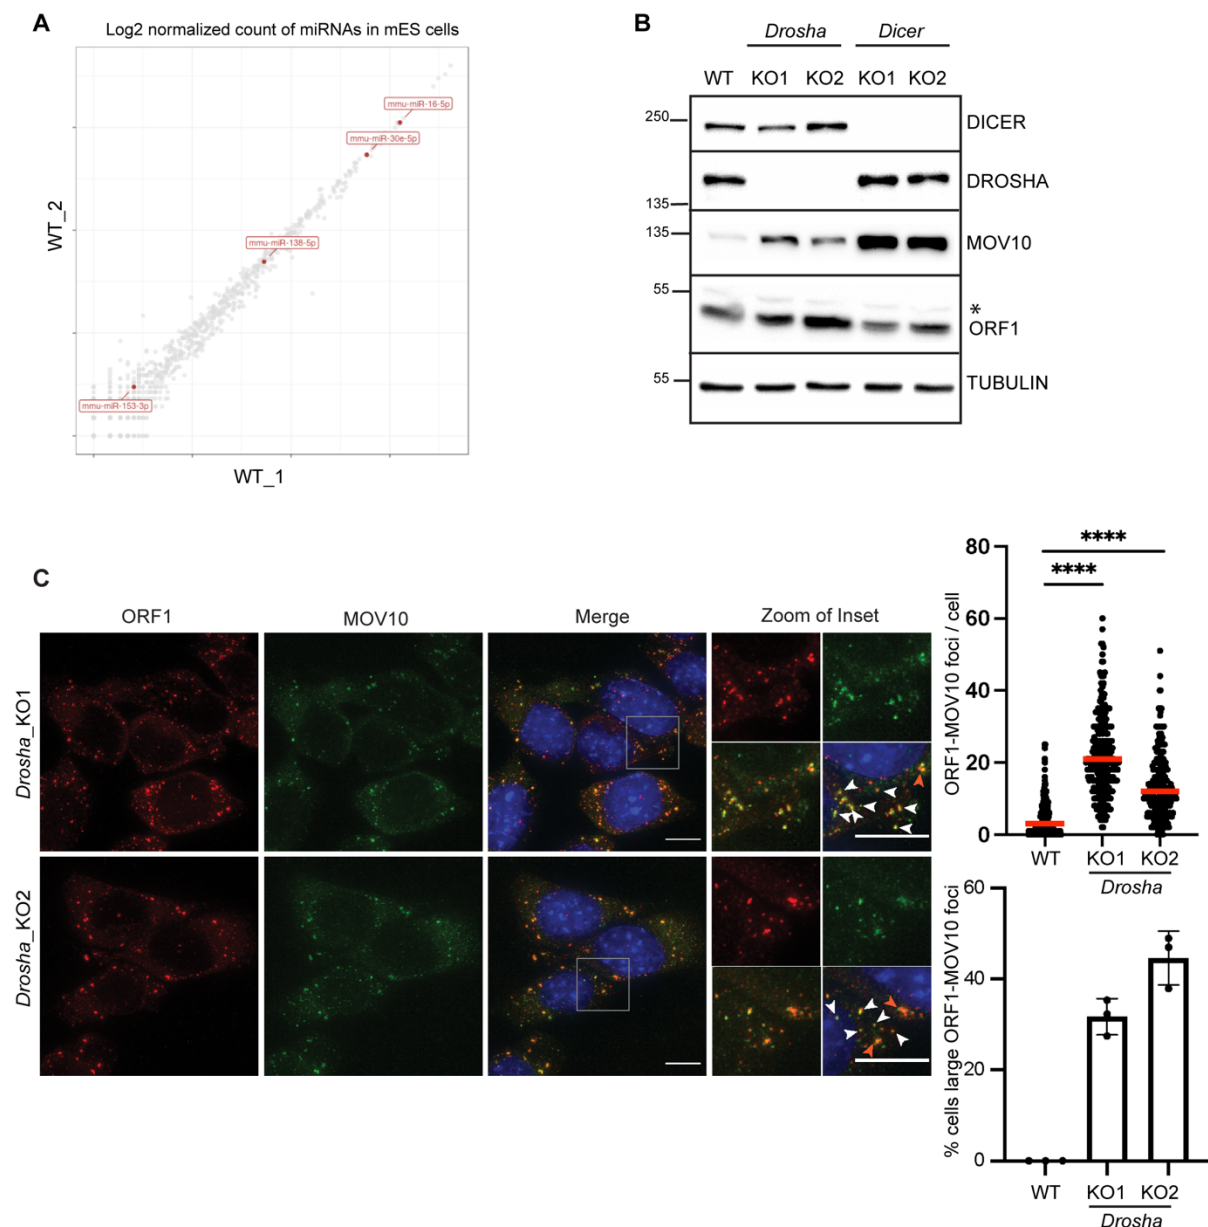 A
Log2 normalized count of miRNAs in mES cells
mmu-miR-16-5p
mmu-miR-30e-5p
mmu-miR-138-5p
mmu-miR-153-3p
WT_2
WT_1
B
Drosha Dicer
WT KO1 KO2 KO1 KO2
250 DICER
DROSHA
135
135 MOV10
55 *
ORF1
55 TUBULIN
C
ORF1 MOV10 Merge Zoom of Inset
Drosha_KO1
Drosha_KO2
ORF1-MOV10 foci / cell
80
60
40
20
0
****
****
WT KO1 KO2
Drosha
% cells large ORF1-MOV10 foci
60
40
20
0
WT KO1 KO2
Drosha